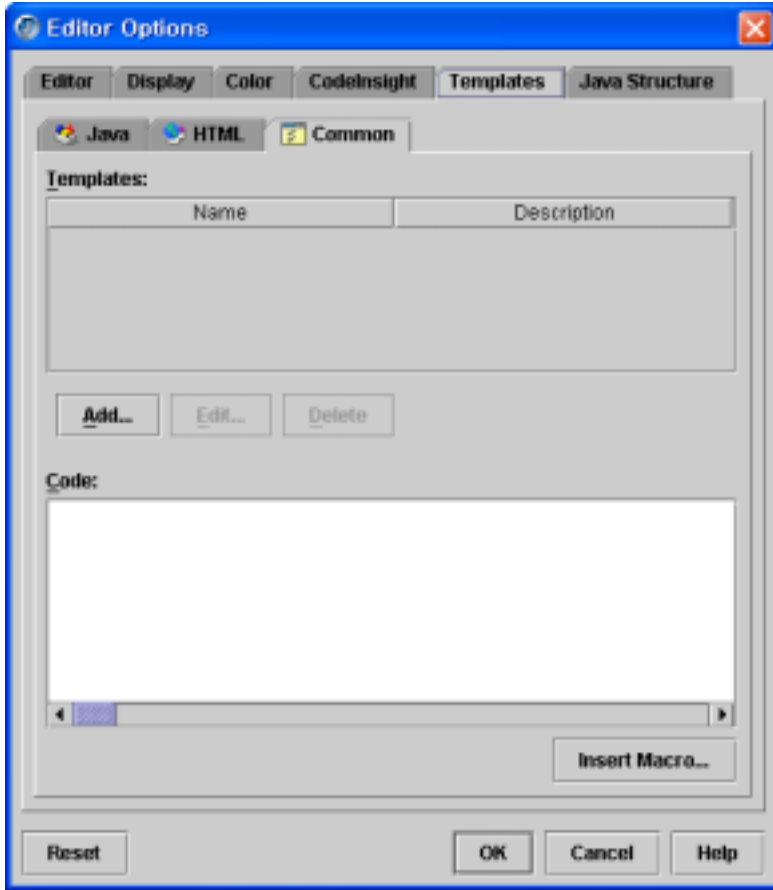 Editor Options
Editor Display Color CodeInsight Templates Java Structure
Java HTML Common
Templates:
Name Description
Add... Edit... Delete
Code:
Insert Macro...
Reset OK Cancel Help